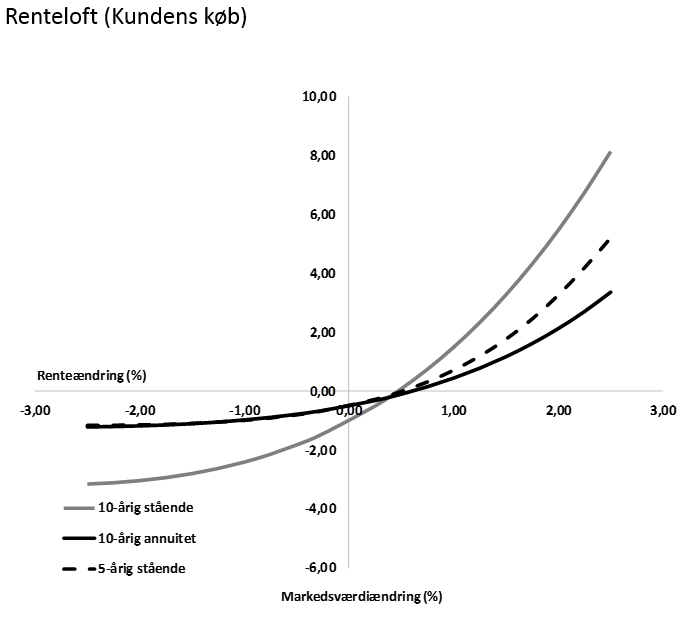 Renteloft (Kundens køb)
10,00
8,00
6,00
4,00
2,00
Renteændring (%)
0,00
-3,00 -2,00 -1,00 0,00 1,00 2,00 3,00
-2,00
10-årig stående
-4,00
10-årig annuitet
5-årig stående
-6,00
Markedsværdiændring (%)